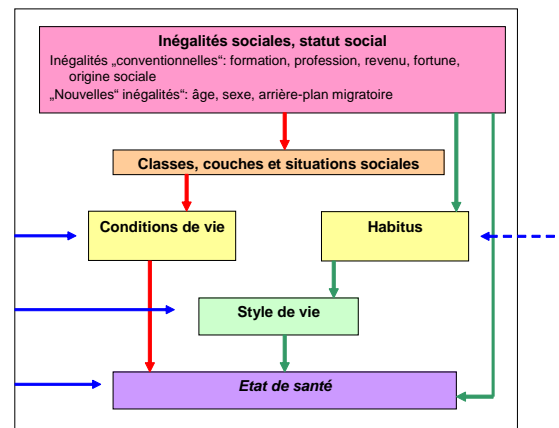 Inégalités sociales, statut social
Inégalités „conventionnelles“: formation, profession, revenu, fortune,
origine sociale
„Nouvelles“ inégalités“: âge, sexe, arrière-plan migratoire
Classes, couches et situations sociales
Conditions de vie
Habitus
Style de vie
Etat de santé